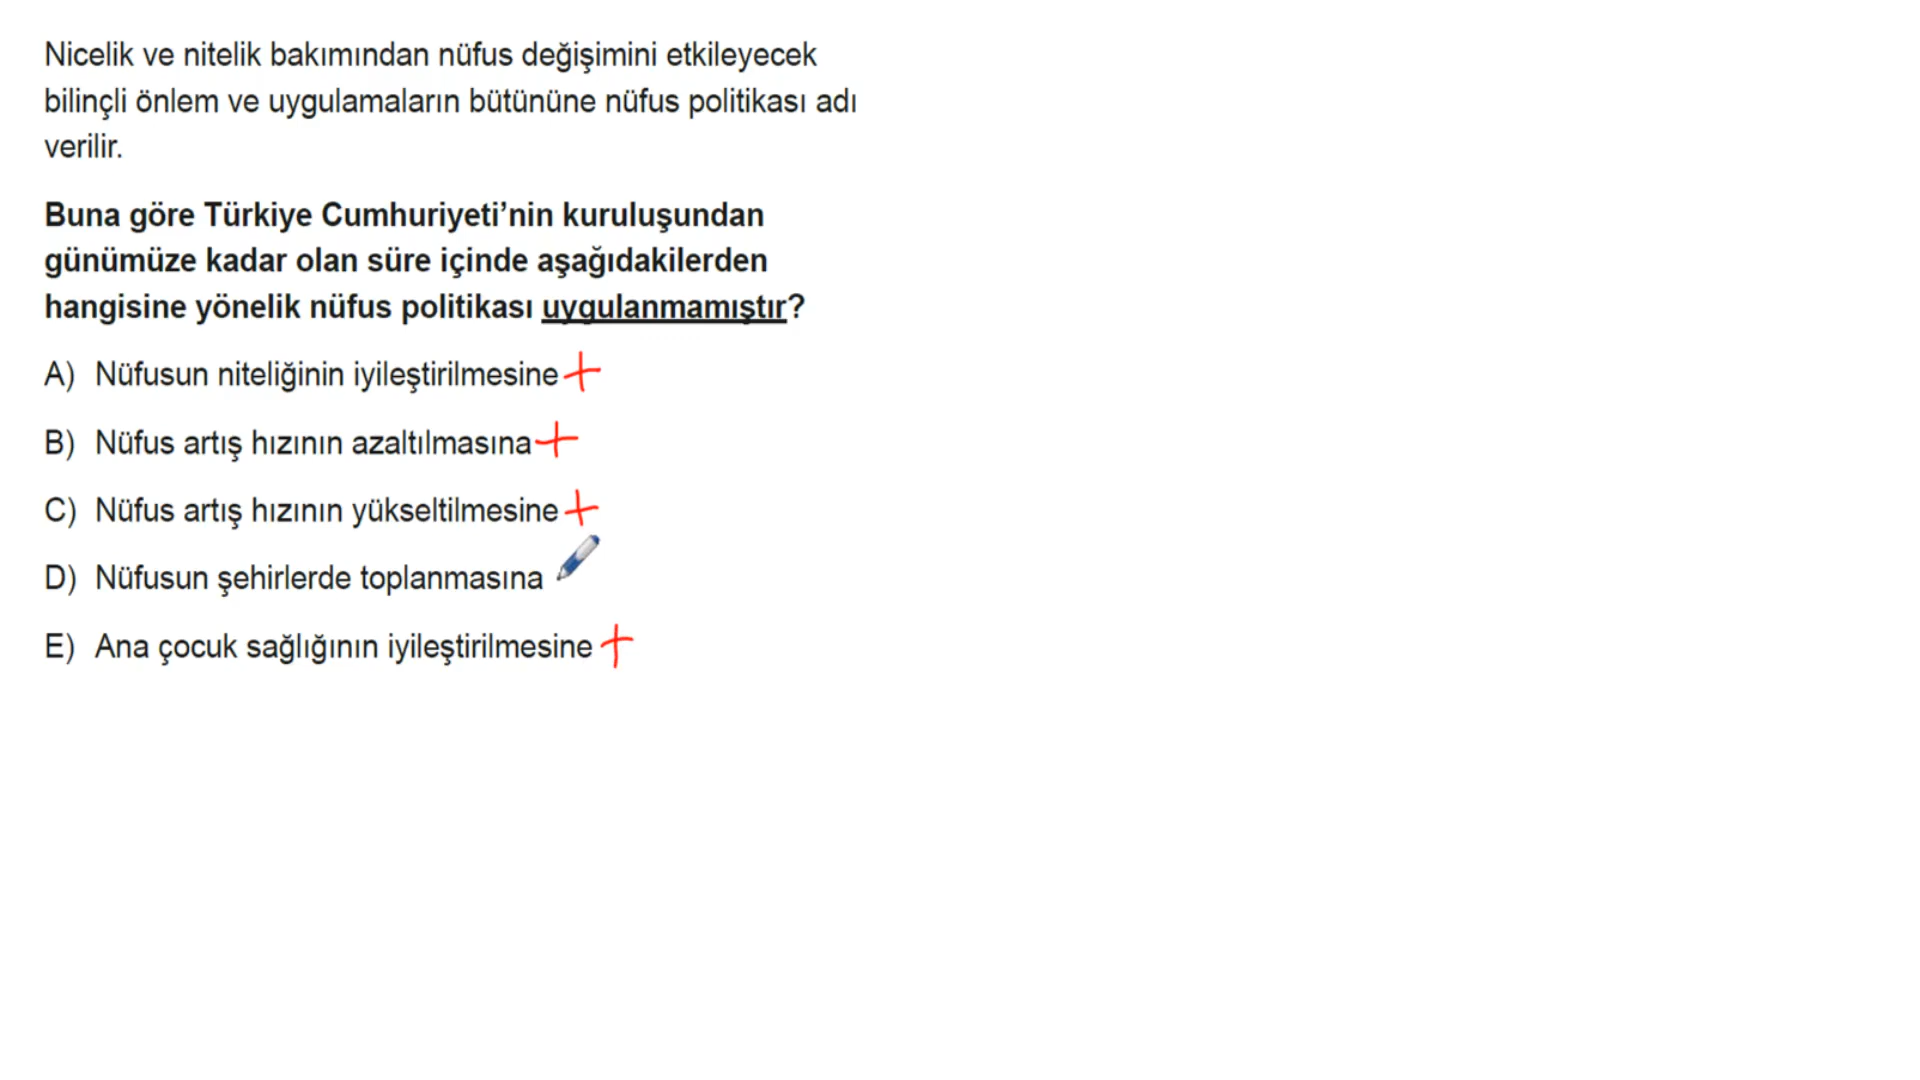 Nicelik ve nitelik bakımından nüfus değişimini etkileyecek
bilinçli önlem ve uygulamaların bütününe nüfus politikası adı
verilir.
Buna göre Türkiye Cumhuriyeti’nin kuruluşundan
günümüze kadar olan süre içinde aşağıdakilerden
hangisine yönelik nüfus politikası uygulanmamıştır?
A) Nüfusun niteliğinin iyileştirilmesine +
B) Nüfus artış hızının azaltılmasına +
C) Nüfus artış hızının yükseltilmesine +
D) Nüfusun şehirlerde toplanmasına
E) Ana çocuk sağlığının iyileştirilmesine +